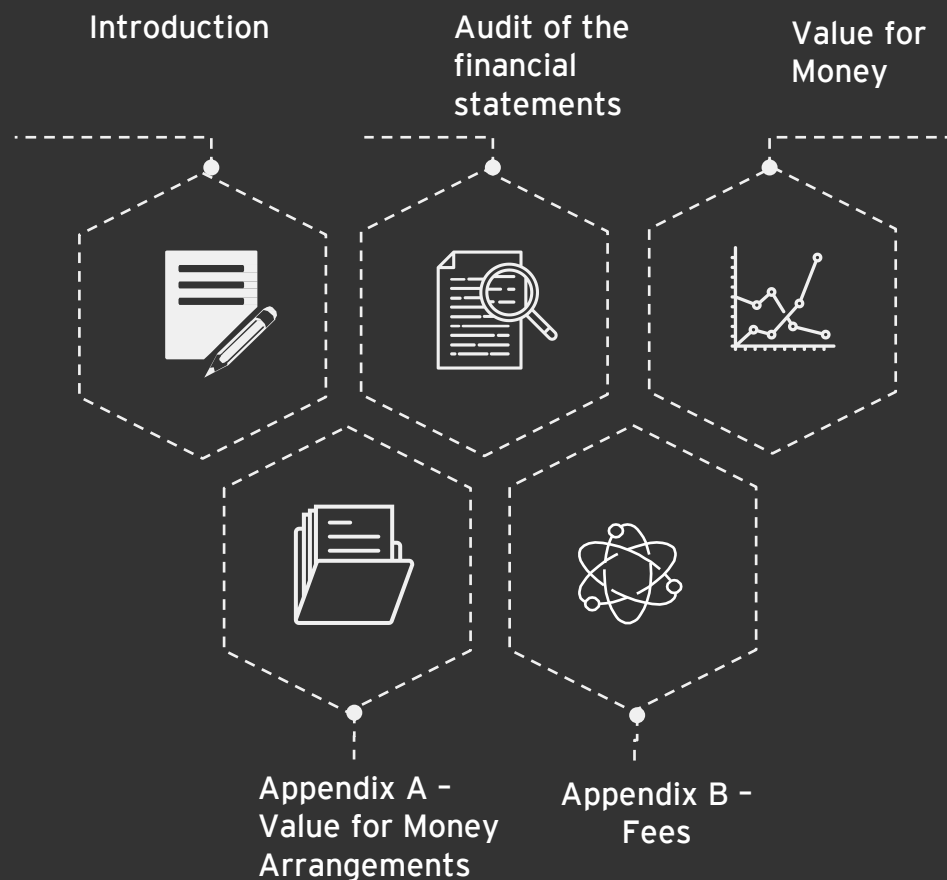 Introduction
Audit of the
financial
statements
Value for
Money
Appendix A –
Value for Money
Arrangements
Appendix B –
Fees